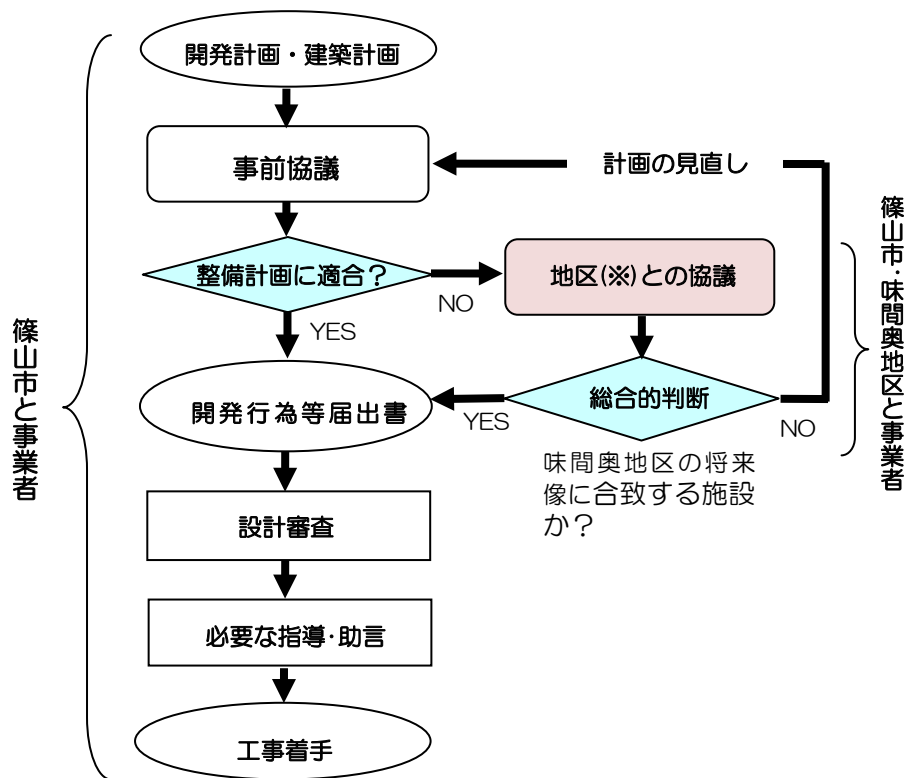 開発計画・建築計画
事前協議
計画の見直し
整備計画に適合？
NO
地区(※)との協議
YES
開発行為等届出書
YES
総合的判断
NO
味間奥地区の将来
像に合致する施設
か？
設計審査
必要な指導・助言
工事着手
篠山市と事業者
篠山市・味間奥地区と事業者